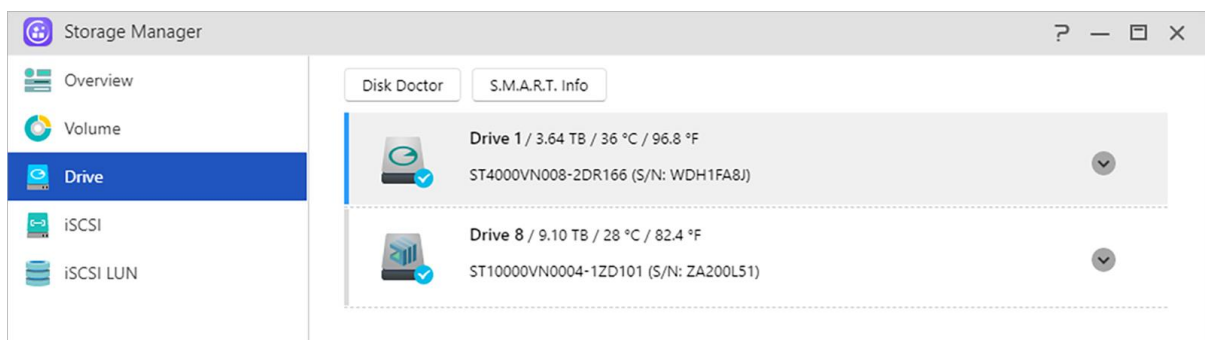 Storage Manager
Overview
Volume
Drive
iSCSI
iSCSI LUN
Disk Doctor
S.M.A.R.T. Info
Drive 1 / 3.64 TB / 36 °C / 96.8 °F
ST4000VN008-2DR166 (S/N: WDH1FA8J)
Drive 8 / 9.10 TB / 28 °C / 82.4 °F
ST10000VN0004-1ZD101 (S/N: ZA200L51)